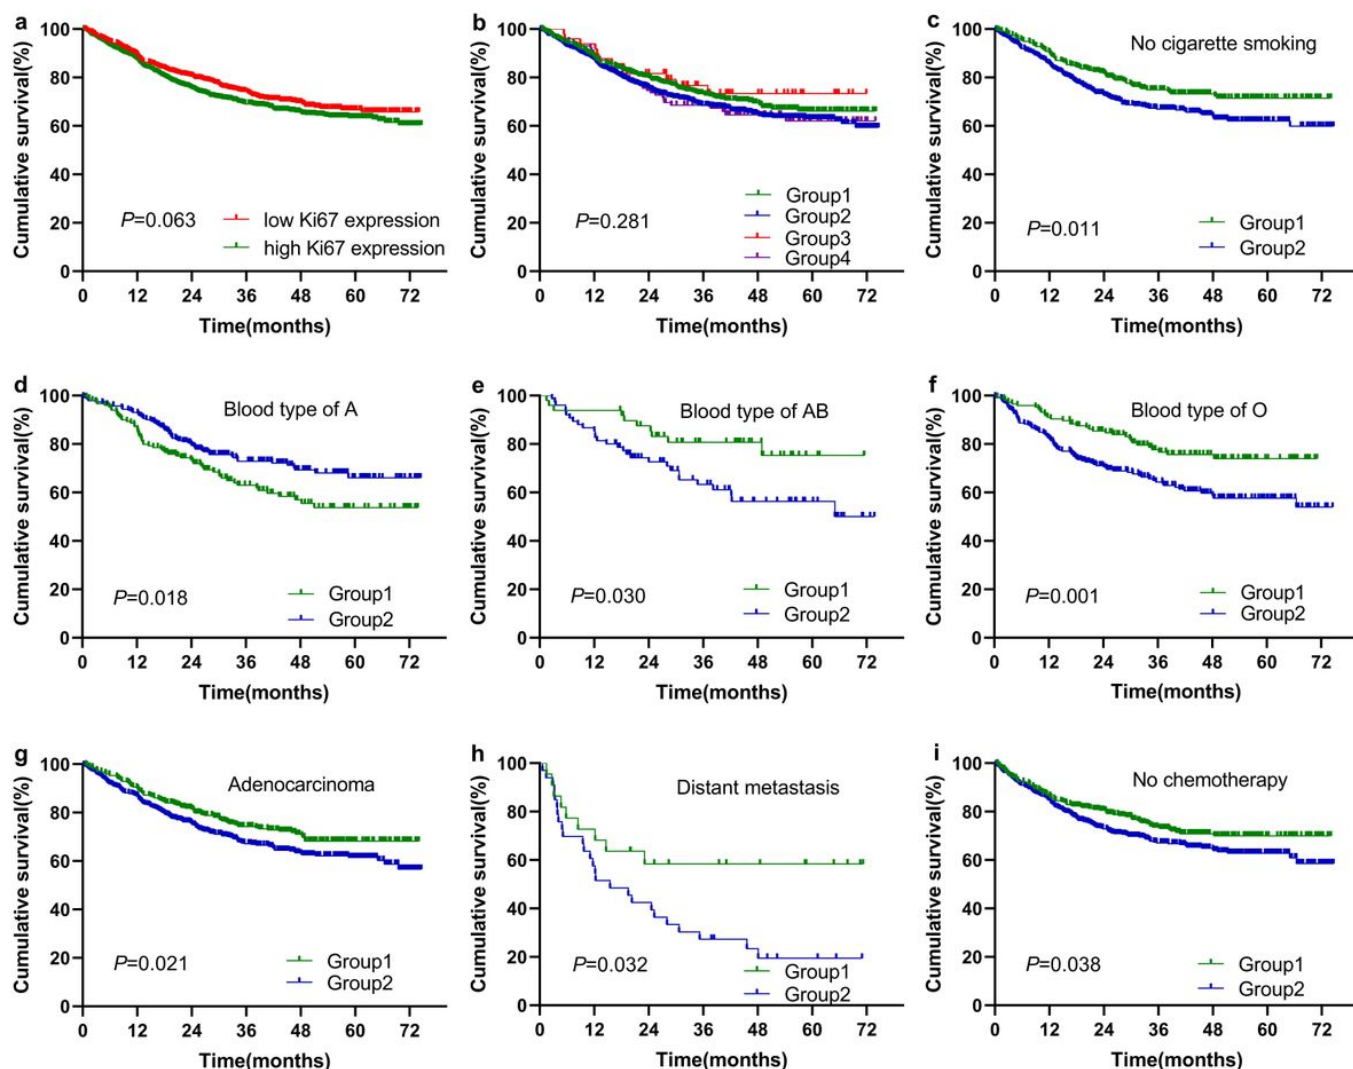 a
Cumulative survival(%)
100
80
60
40
20
0
P=0.063
low Ki67 expression
high Ki67 expression
0 12 24 36 48 60 72
Time(months)
b
Cumulative survival(%)
100
80
60
40
20
0
P=0.281
Group1
Group2
Group3
Group4
0 12 24 36 48 60 72
Time(months)
c
Cumulative survival(%)
100
80
60
40
20
0
No cigarette smoking
P=0.011
Group1
Group2
0 12 24 36 48 60 72
Time(months)
d
Cumulative survival(%)
100
80
60
40
20
0
Blood type of A
P=0.018
Group1
Group2
0 12 24 36 48 60 72
Time(months)
e
Cumulative survival(%)
100
80
60
40
20
0
Blood type of AB
P=0.030
Group1
Group2
0 12 24 36 48 60 72
Time(months)
f
Cumulative survival(%)
100
80
60
40
20
0
Blood type of O
P=0.001
Group1
Group2
0 12 24 36 48 60 72
Time(months)
g
Cumulative survival(%)
100
80
60
40
20
0
Adenocarcinoma
P=0.021
Group1
Group2
0 12 24 36 48 60 72
Time(months)
h
Cumulative survival(%)
100
80
60
40
20
0
Distant metastasis
P=0.032
Group1
Group2
0 12 24 36 48 60 72
Time(months)
i
Cumulative survival(%)
100
80
60
40
20
0
No chemotherapy
P=0.038
Group1
Group2
0 12 24 36 48 60 72
Time(months)